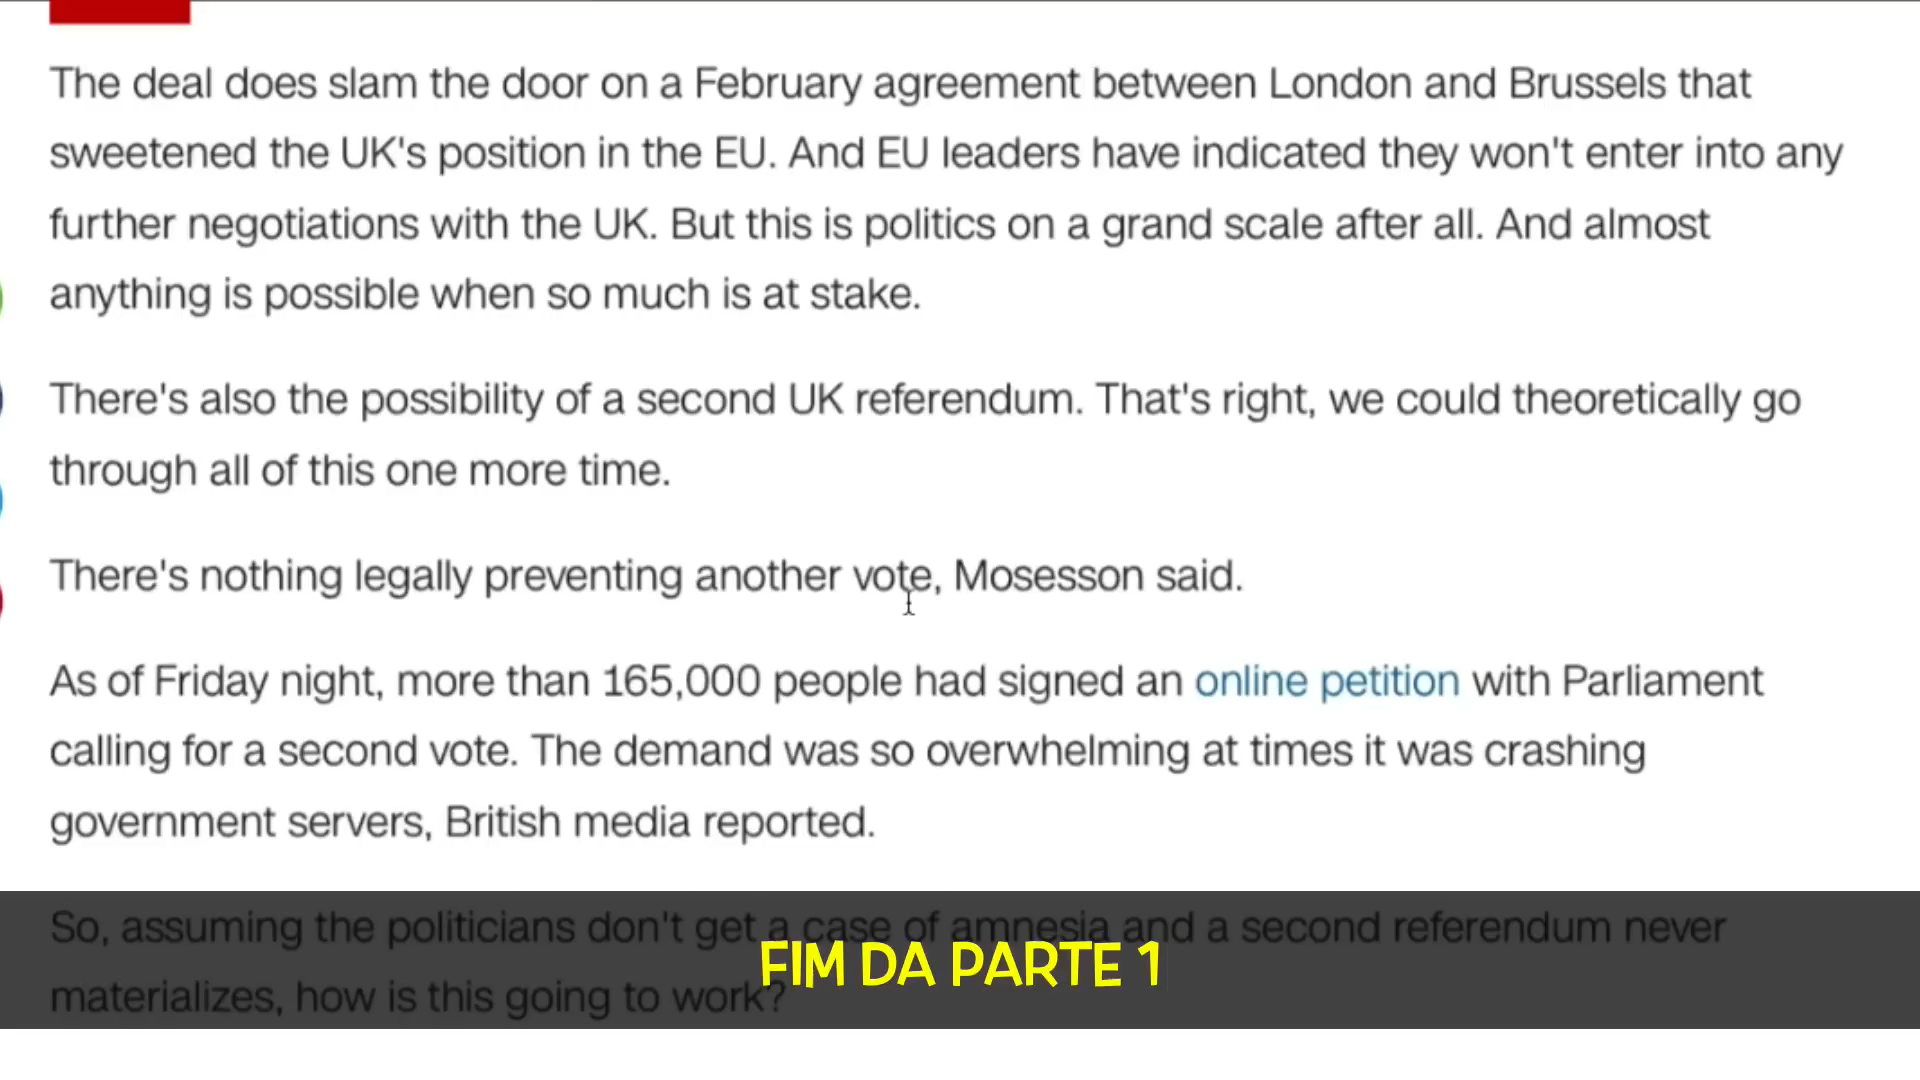 The deal does slam the door on a February agreement between London and Brussels that
sweetened the UK's position in the EU. And EU leaders have indicated they won't enter into any
further negotiations with the UK. But this is politics on a grand scale after all. And almost
anything is possible when so much is at stake.
There's also the possibility of a second UK referendum. That's right, we could theoretically go
through all of this one more time.
There's nothing legally preventing another vote, Mosesson said.
As of Friday night, more than 165,000 people had signed an online petition with Parliament
calling for a second vote. The demand was so overwhelming at times it was crashing
government servers, British media reported.
So, assuming the politicians don't get a case of amnesia and a second referendum never
FIM DA PARTE 1
materializes, how is this going to work?